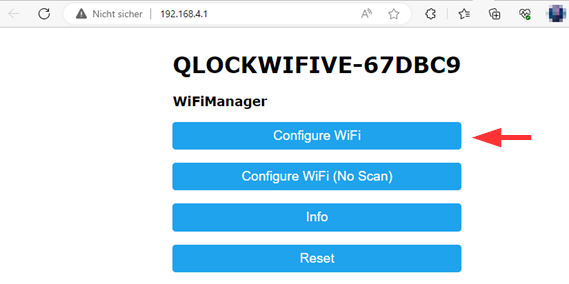 Nicht sicher 192.168.4.1
QLOCKWIFIVE-67DBC9
WiFiManager
Configure WiFi
Configure WiFi (No Scan)
Info
Reset